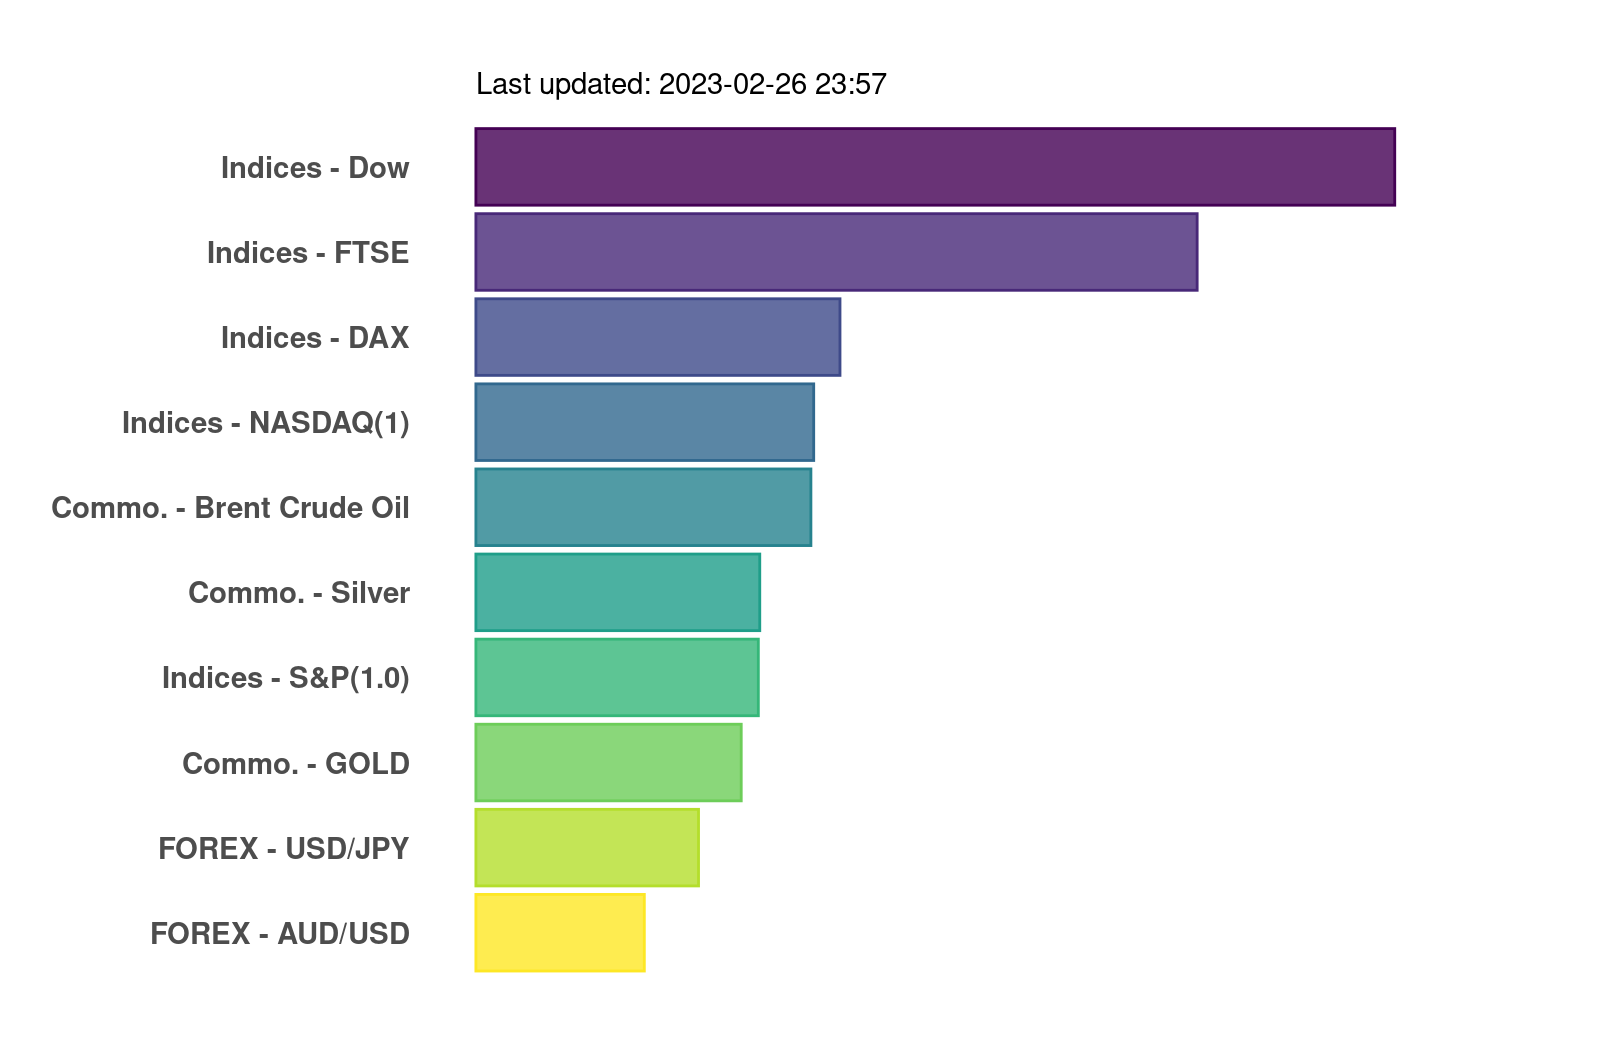 Last updated: 2023-02-26 23:57
Indices - Dow
Indices - FTSE
Indices - DAX
Indices - NASDAQ(1)
Commo. - Brent Crude Oil
Commo. - Silver
Indices - S&P(1.0)
Commo. - GOLD
FOREX - USD/JPY
FOREX - AUD/USD